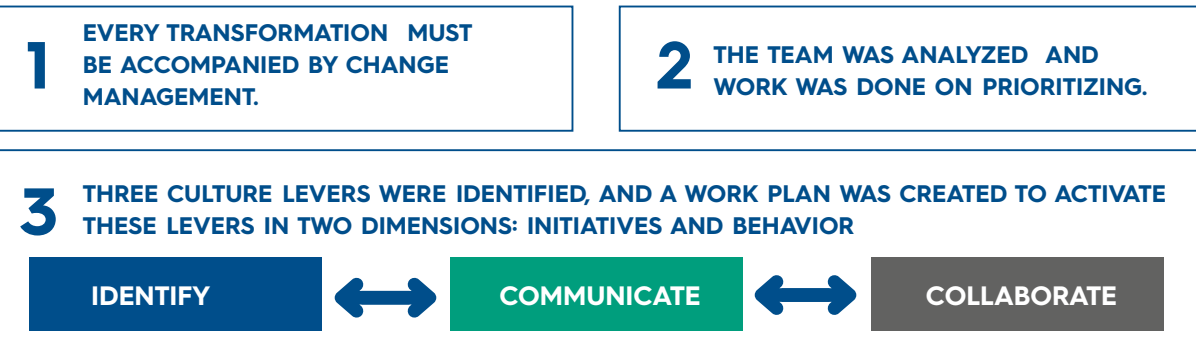 1
EVERY TRANSFORMATION MUST
BE ACCOMPANIED BY CHANGE
MANAGEMENT.
2
THE TEAM WAS ANALYZED AND
WORK WAS DONE ON PRIORITIZING.
3
THREE CULTURE LEVERS WERE IDENTIFIED, AND A WORK PLAN WAS CREATED TO ACTIVATE
THESE LEVERS IN TWO DIMENSIONS: INITIATIVES AND BEHAVIOR
IDENTIFY
COMMUNICATE
COLLABORATE